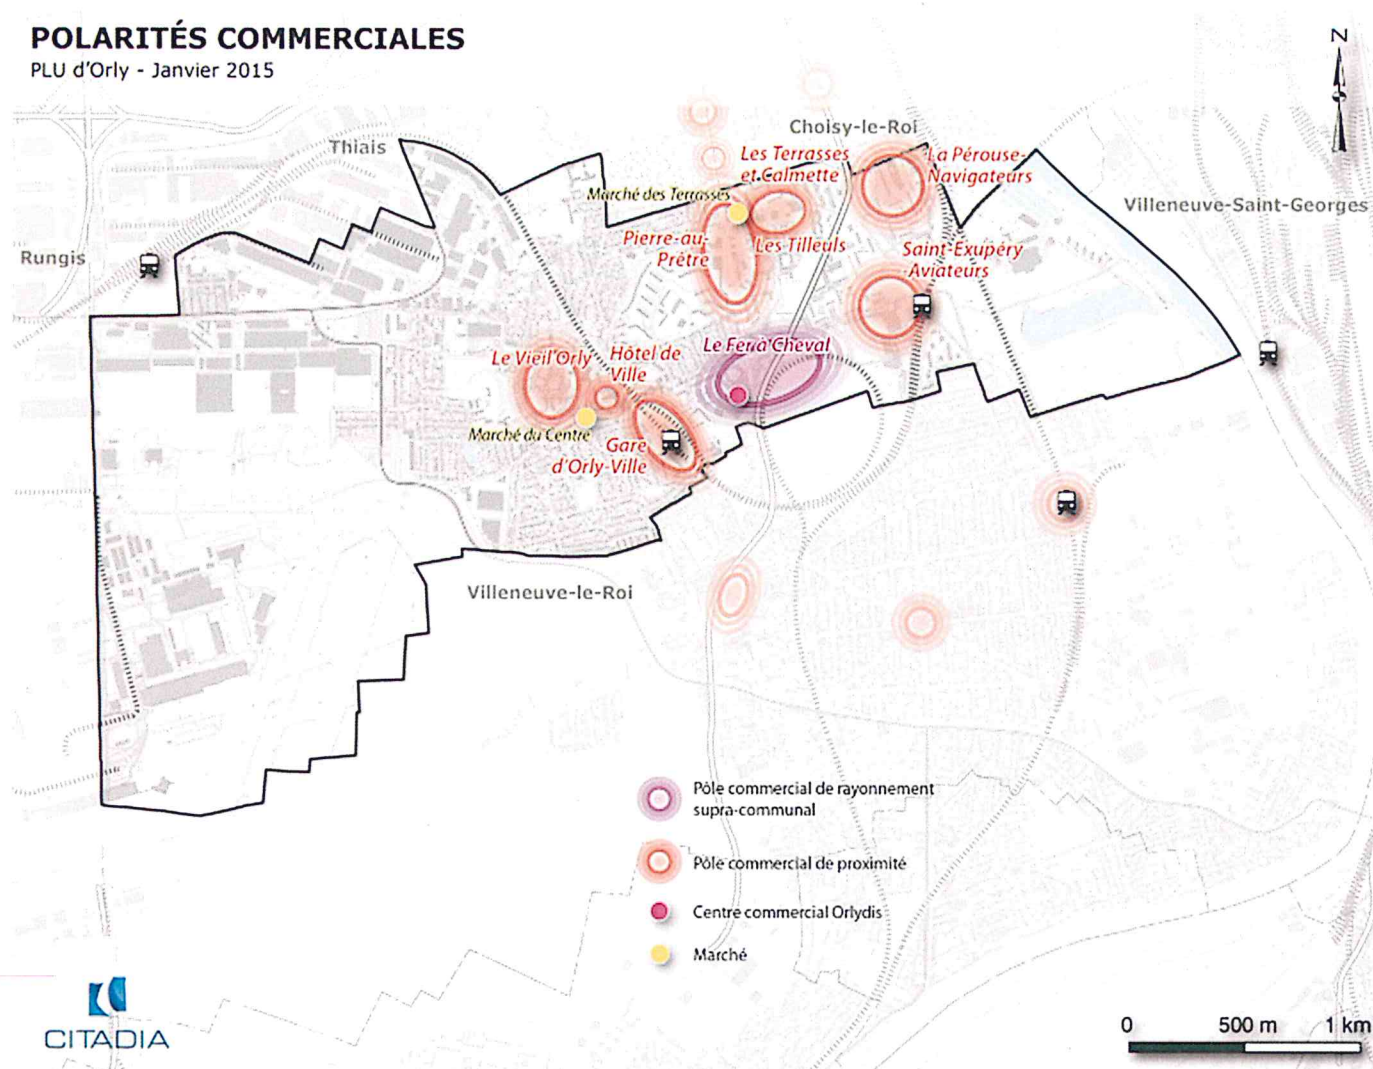 POLARITÉS COMMERCIALES
PLU d'Orly - Janvier 2015
N
Choisy-le-Roi
Thiais
Les Terrasses
et Calmette
La Pérouse-
Navigateurs
Marché des Terrasses
Villeneuve-Saint-Georges
Pierre-au-
Prêtre
Les Tilleuls
Saint-Exupéry
Aviateurs
Rungis
Le Fer à Cheval
Le Vieil Orly
Hôtel de
Ville
Marché du Centre
Gare
d'Orly-Ville
Villeneuve-le-Roi
Pôle commercial de rayonnement
supra-communal
Pôle commercial de proximité
Centre commercial Orlydis
Marché
CITADIA
0 500 m 1 km